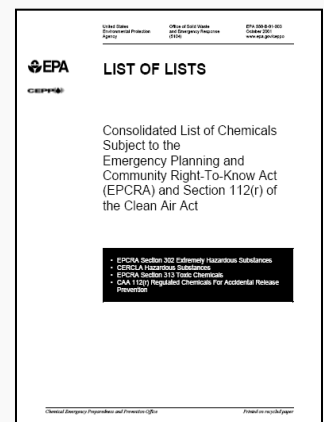 United States
Environmental Protection
Agency
Office of Solid Waste
and Emergency Response
(5104)
EPA 550-B-01-003
October 2001
www.epa.gov/ceppo
EPA
CEPPO
LIST OF LISTS
Consolidated List of Chemicals
Subject to the
Emergency Planning and
Community Right-To-Know Act
(EPCRA) and Section 112(r) of
the Clean Air Act
• EPCRA Section 302 Extremely Hazardous Substances
• CERCLA Hazardous Substances
• EPCRA Section 313 Toxic Chemicals
• CAA 112(r) Regulated Chemicals For Accidental Release
Prevention
Chemical Emergency Preparedness and Prevention Office
Printed on recycled paper